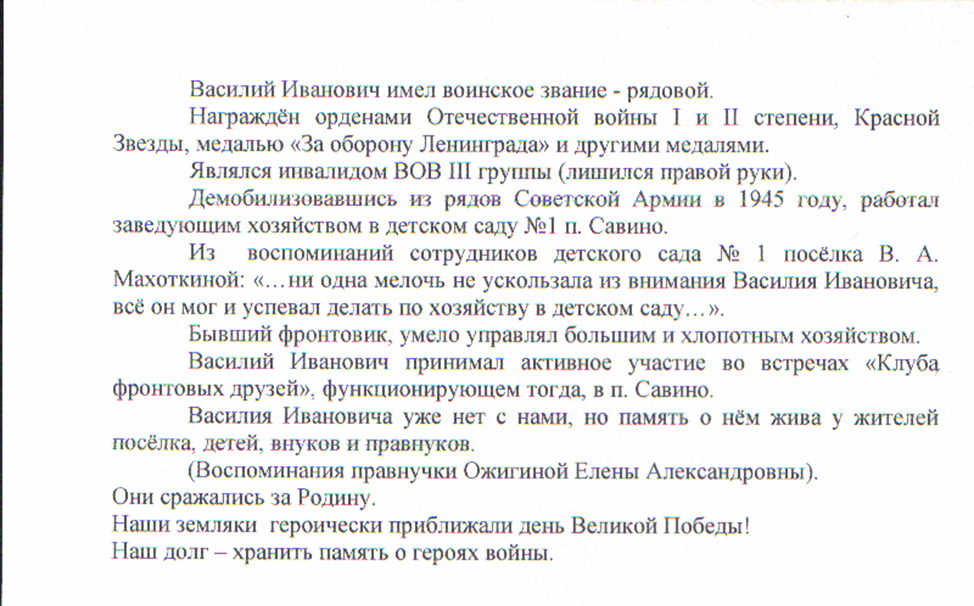 Василий Иванович имел воинское звание - рядовой.
Награждён орденами Отечественной войны I и II степени, Красной
Звезды, медалью «За оборону Ленинграда» и другими медалями.
Являлся инвалидом ВОВ III группы (лишился правой руки).
Демобилизовавшись из рядов Советской Армии в 1945 году, работал
заведующим хозяйством в детском саду №1 п. Савино.
Из воспоминаний сотрудников детского сада № 1 посёлка В. А.
Махоткиной: «…ни одна мелочь не ускользала из внимания Василия Ивановича,
всё он мог и успевал делать по хозяйству в детском саду…».
Бывший фронтовик, умело управлял большим и хлопотным хозяйством.
Василий Иванович принимал активное участие во встречах «Клуба
фронтовых друзей», функционирующем тогда, в п. Савино.
Василия Ивановича уже нет с нами, но память о нём жива у жителей
посёлка, детей, внуков и правнуков.
(Воспоминания правнучки Ожигиной Елены Александровны).
Они сражались за Родину.
Наши земляки героически приближали день Великой Победы!
Наш долг – хранить память о героях войны.